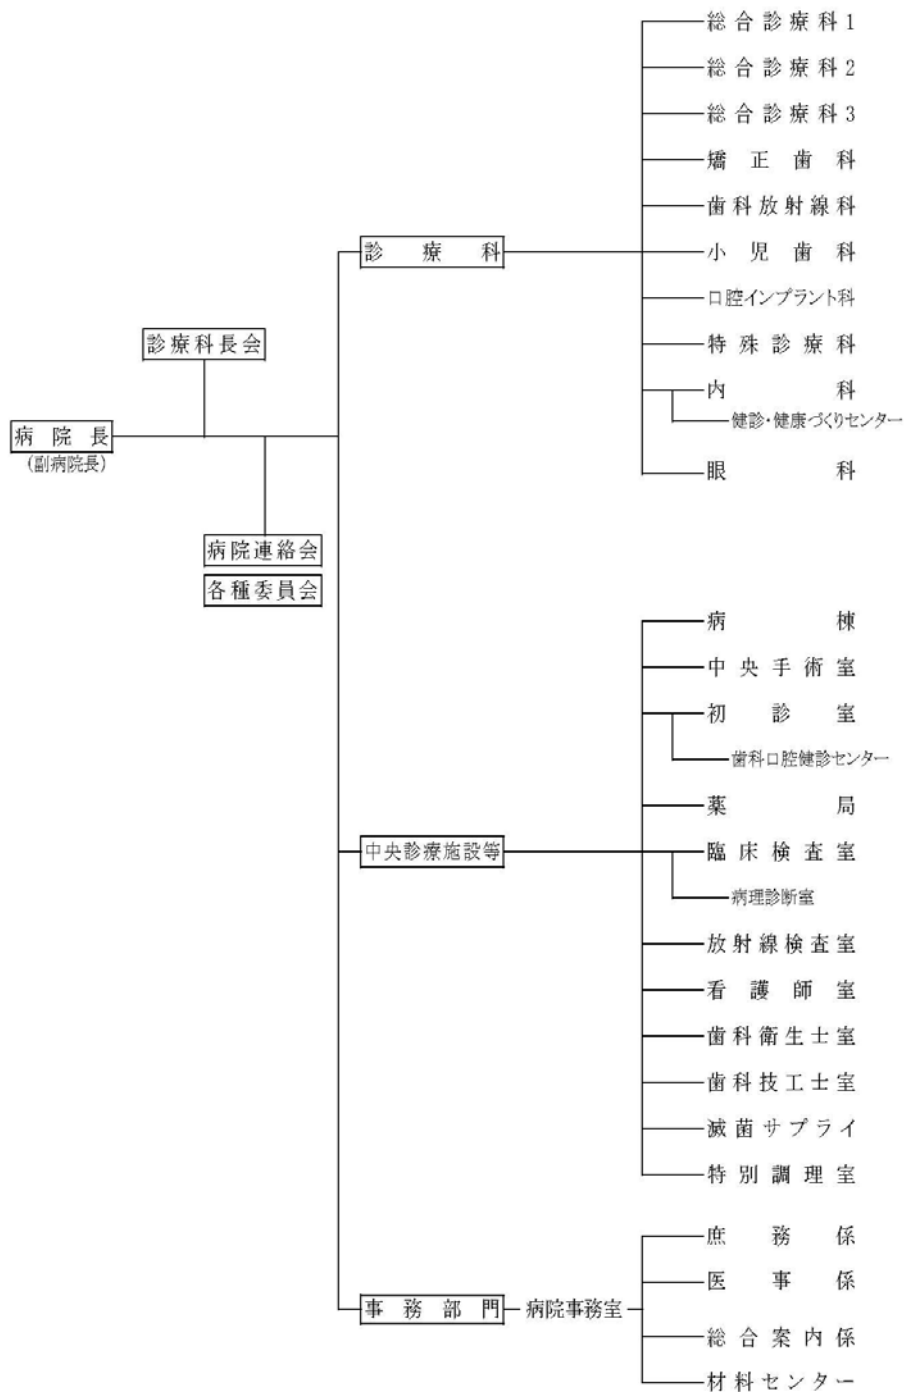 病院長
(副病院長)
診療科長会
病院連絡会
各種委員会
診療科
総合診療科1
総合診療科2
総合診療科3
矯正歯科
歯科放射線科
小児歯科
口腔インプラント科
特殊診療科
内科
健診・健康づくりセンター
眼科
中央診療施設等
病棟
中央手術室
初診室
歯科口腔健診センター
薬局
臨床検査室
病理診断室
放射線検査室
看護師室
歯科衛生士室
歯科技工士室
滅菌サプライ
特別調理室
事務部門
病院事務室
庶務係
医事係
総合案内係
材料センター